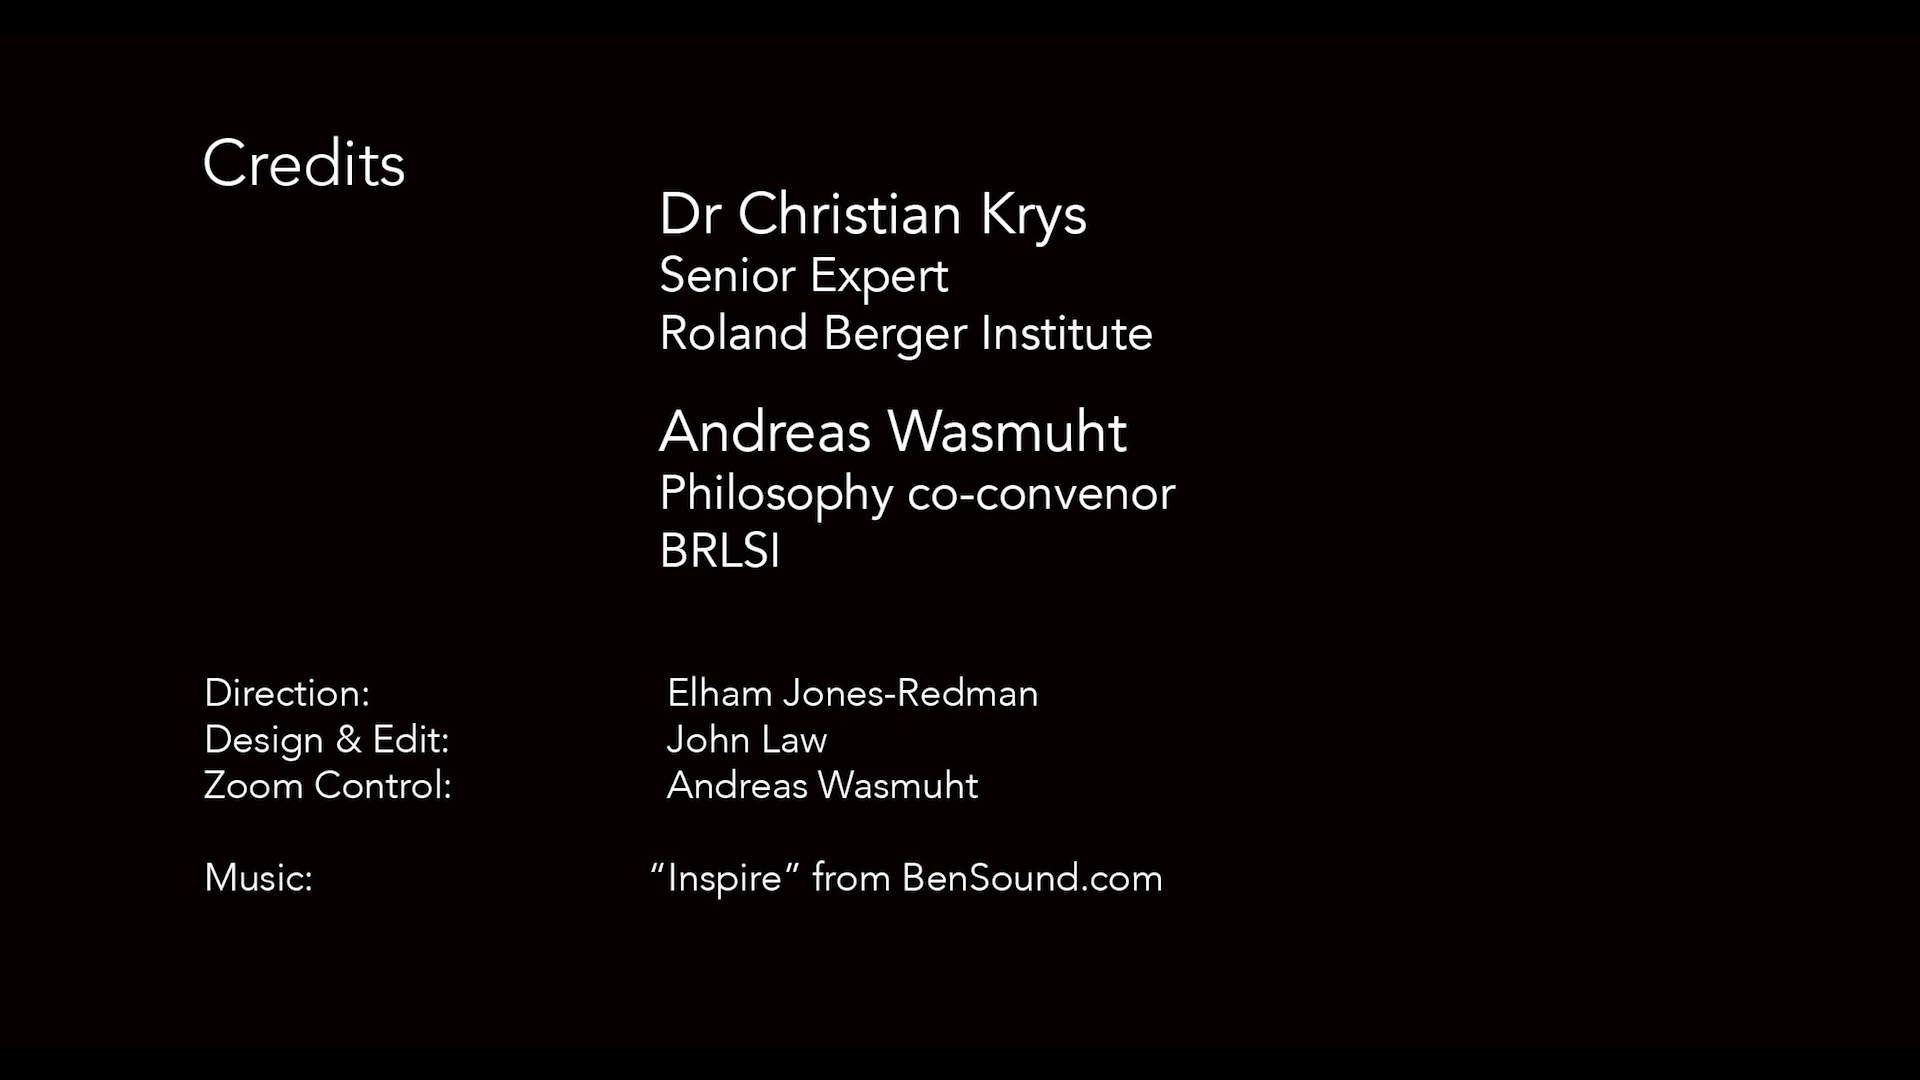 Credits
Dr Christian Krys
Senior Expert
Roland Berger Institute
Andreas Wasmuht
Philosophy co-convenor
BRLSI
Direction: Elham Jones-Redman
Design & Edit: John Law
Zoom Control: Andreas Wasmuht
Music: “Inspire” from BenSound.com